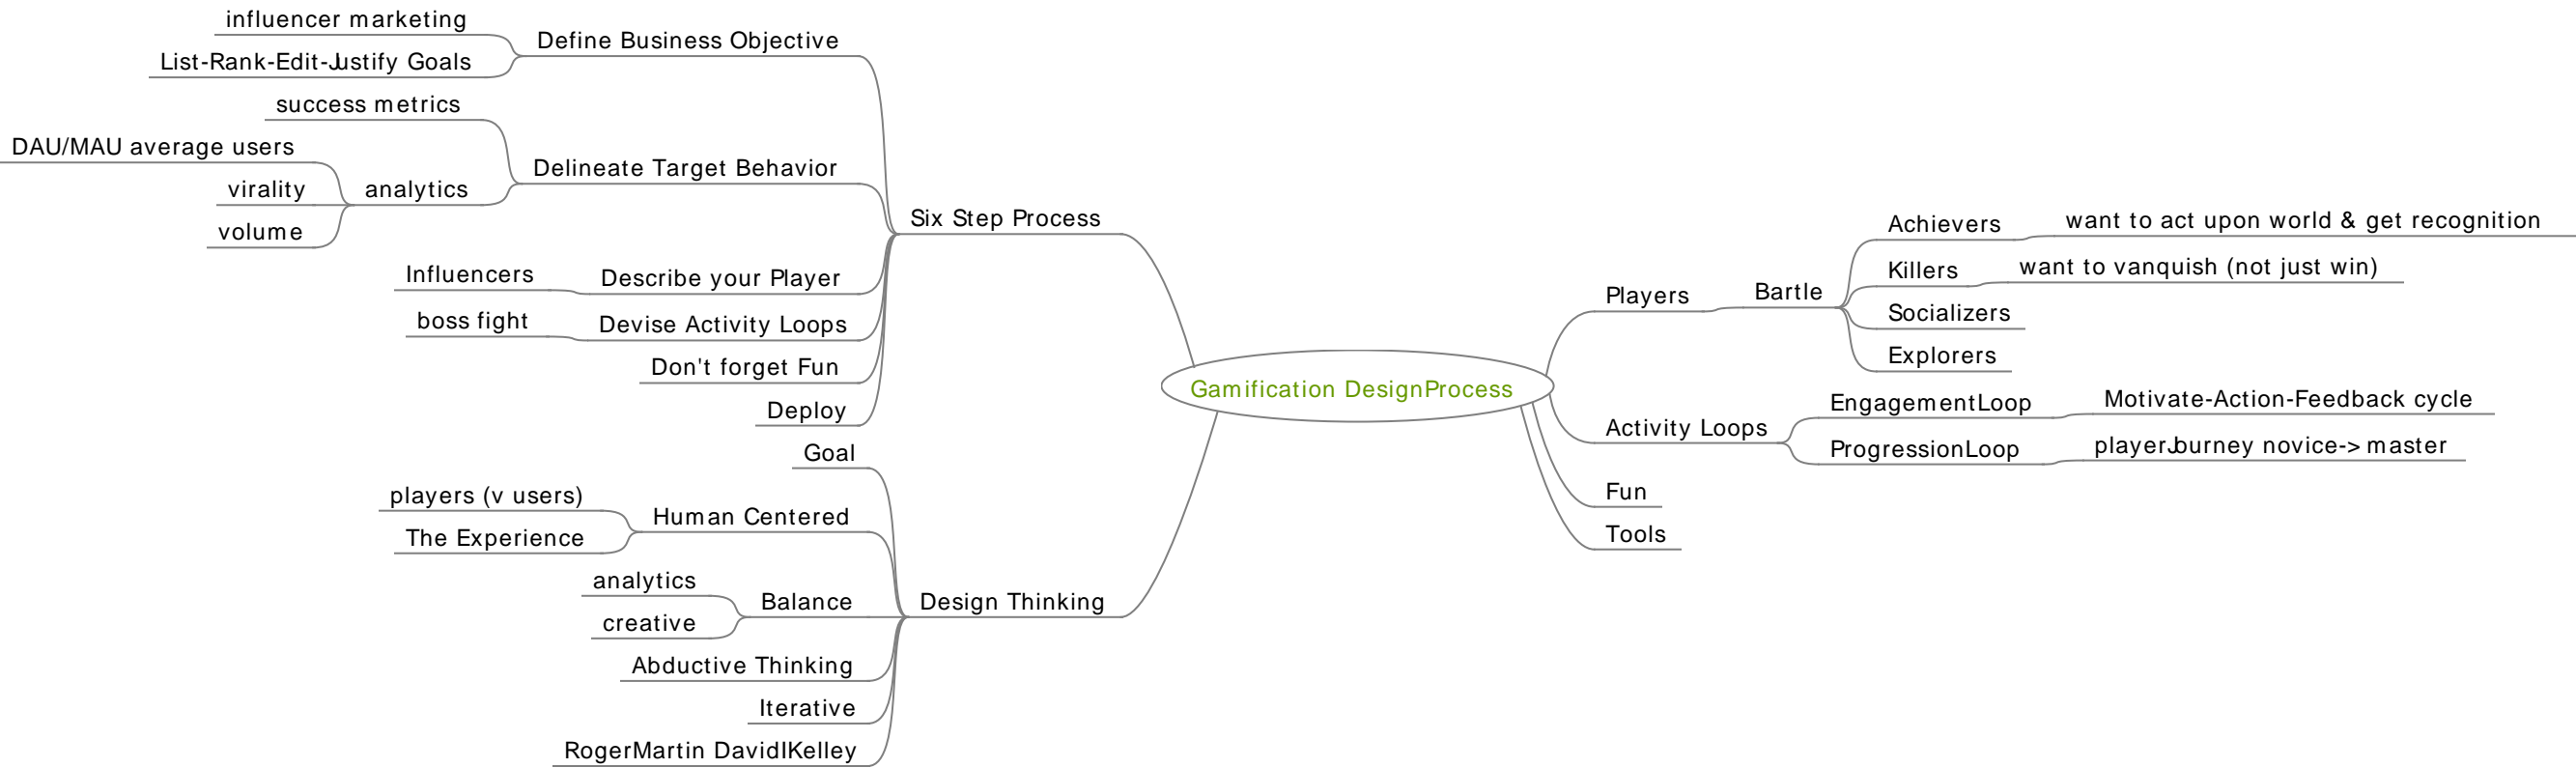 influencer marketing
List-Rank-Edit-Justify Goals
Define Business Objective
success metrics
DAU/MAU average users
virality
volume
analytics
Delineate Target Behavior
Influencers
Describe your Player
boss fight
Devise Activity Loops
Don't forget Fun
Deploy
Six Step Process
Goal
players (v users)
The Experience
Human Centered
analytics
creative
Balance
Abductive Thinking
Iterative
RogerMartin DavidIKelley
Design Thinking
Gamification DesignProcess
Players
Bartle
Achievers
want to act upon world & get recognition
Killers
want to vanquish (not just win)
Socializers
Explorers
Activity Loops
EngagementLoop
Motivate-Action-Feedback cycle
ProgressionLoop
playerJourney novice-> master
Fun
Tools